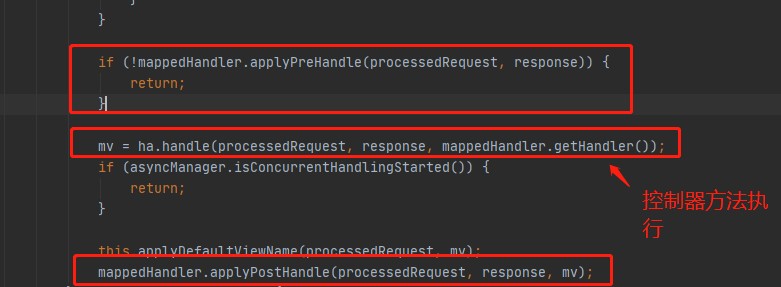 }
}
if (!mappedHandler.applyPreHandle(processedRequest, response)) {
return;
}
mv = ha.handle(processedRequest, response, mappedHandler.getHandler());
if (asyncManager.isConcurrentHandlingStarted()) {
return;
}
控制器方法执
行
this.applyDefaultViewName(processedRequest, mv);
mappedHandler.applyPostHandle(processedRequest, response, mv);